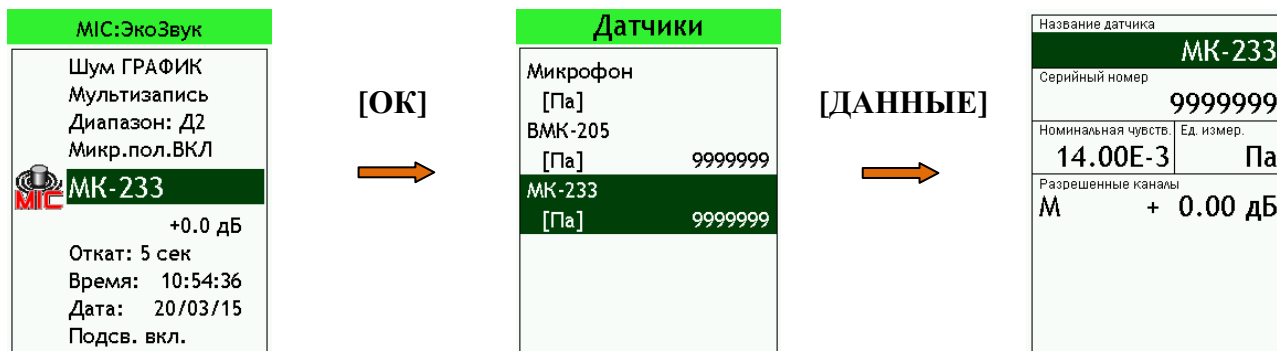 MIC:ЭкоЗвук
Шум ГРАФИК
Мультизапись
Диапазон: Д2
Микр.пол.ВКЛ
MIC
МК-233
+0.0 дБ
Откат: 5 сек
Время: 10:54:36
Дата: 20/03/15
Подсв. вкл.
[ОК]
Датчики
Микрофон
[Па]
ВМК-205
[Па] 9999999
МК-233
[Па] 9999999
[ДАННЫЕ]
Название датчика
МК-233
Серийный номер
9999999
Номинальная чувств. Ед. измер.
14.00E-3 Па
Разрешенные каналы
М + 0.00 дБ